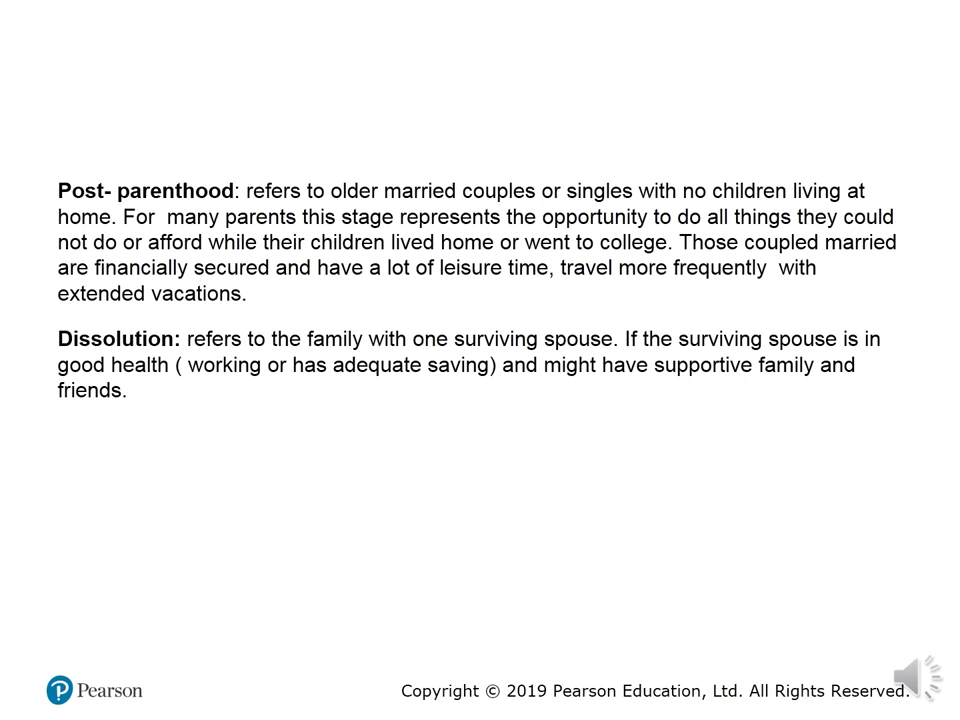 Post- parenthood: refers to older married couples or singles with no children living at
home. For  many parents this stage represents the opportunity to do all things they could
not do or afford while their children lived home or went to college. Those coupled married
are financially secured and have a lot of leisure time, travel more frequently  with
extended vacations.
Dissolution: refers to the family with one surviving spouse. If the surviving spouse is in
good health ( working or has adequate saving) and might have supportive family and
friends.
Pearson
Copyright © 2019 Pearson Education, Ltd. All Rights Reserved.